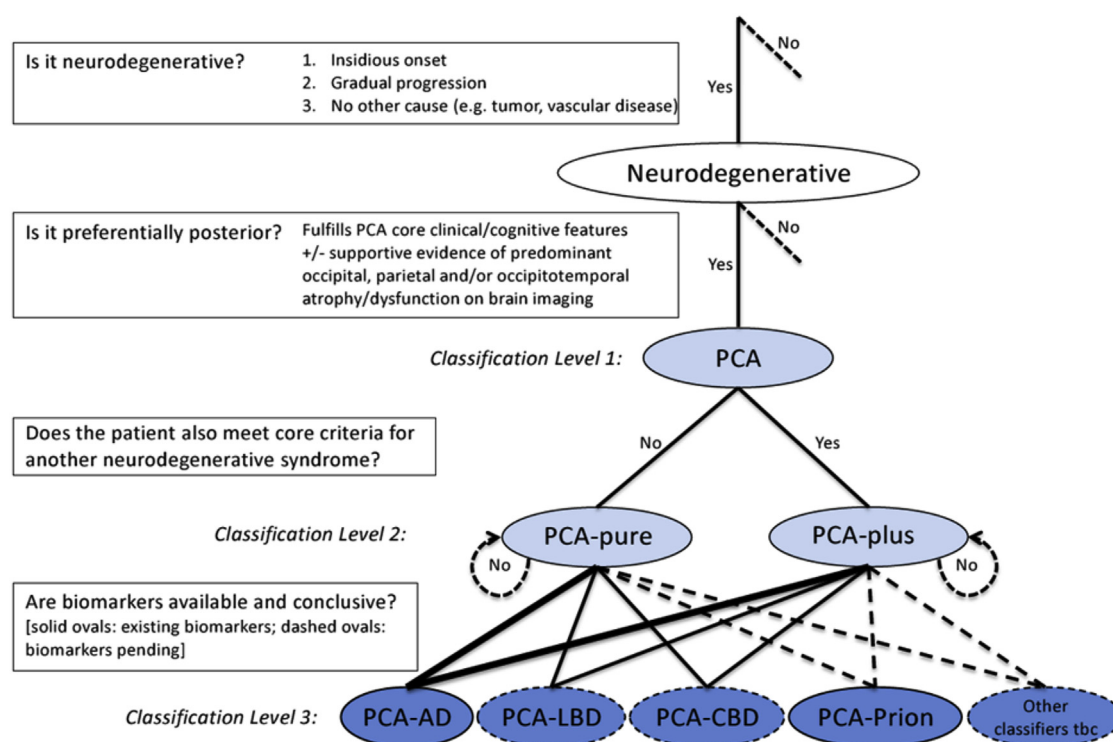 No
Is it neurodegenerative?
1. Insidious onset
2. Gradual progression
3. No other cause (e.g. tumor, vascular disease)
Yes
Neurodegenerative
No
Is it preferentially posterior?
Fulfills PCA core clinical/cognitive features
+/- supportive evidence of predominant
occipital, parietal and/or occipitotemporal
atrophy/dysfunction on brain imaging
Yes
Classification Level 1:
PCA
Does the patient also meet core criteria for
another neurodegenerative syndrome?
No
Yes
Classification Level 2:
PCA-pure
PCA-plus
No
No
Are biomarkers available and conclusive?
[solid ovals: existing biomarkers; dashed ovals:
biomarkers pending]
Classification Level 3:
PCA-AD
PCA-LBD
PCA-CBD
PCA-Prion
Other
classifiers tbc